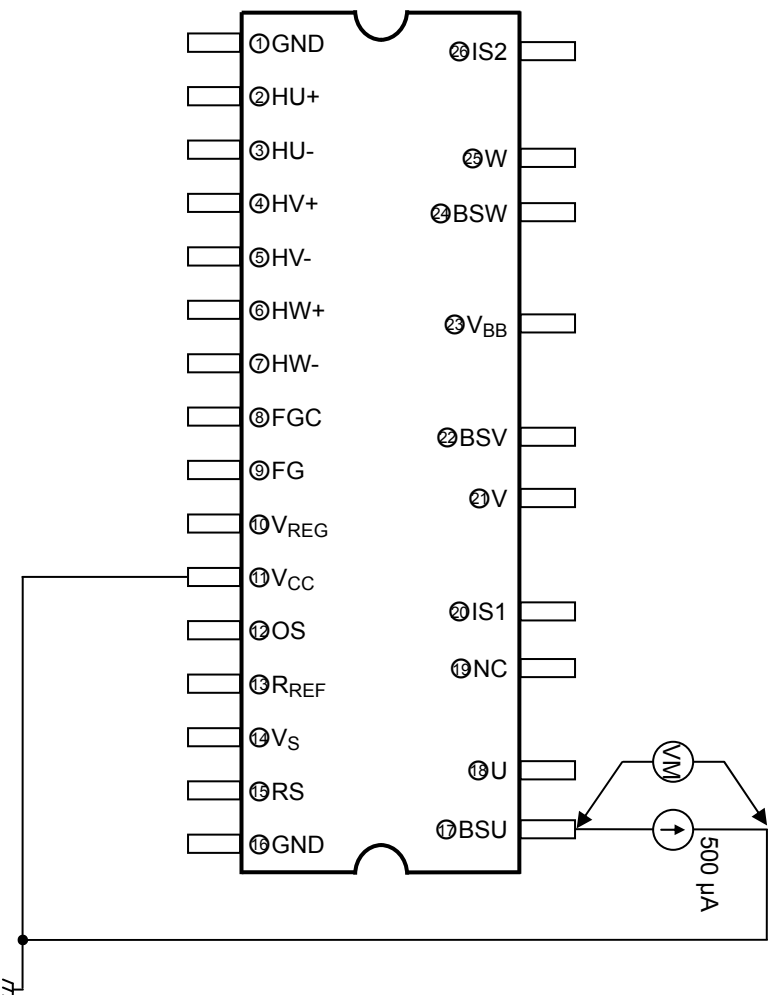 ①GND
②HU+
③HU-
④HV+
⑤HV-
⑥HW+
⑦HW-
⑧FGC
⑨FG
⑩VREG
⑪VCC
⑫OS
⑬RREF
⑭VS
⑮RS
⑯GND
㉖IS2
㉕W
㉔BSW
㉓VBB
㉒BSV
㉑V
⑳IS1
⑲NC
⑱U
⑰BSU
VM
500 μA